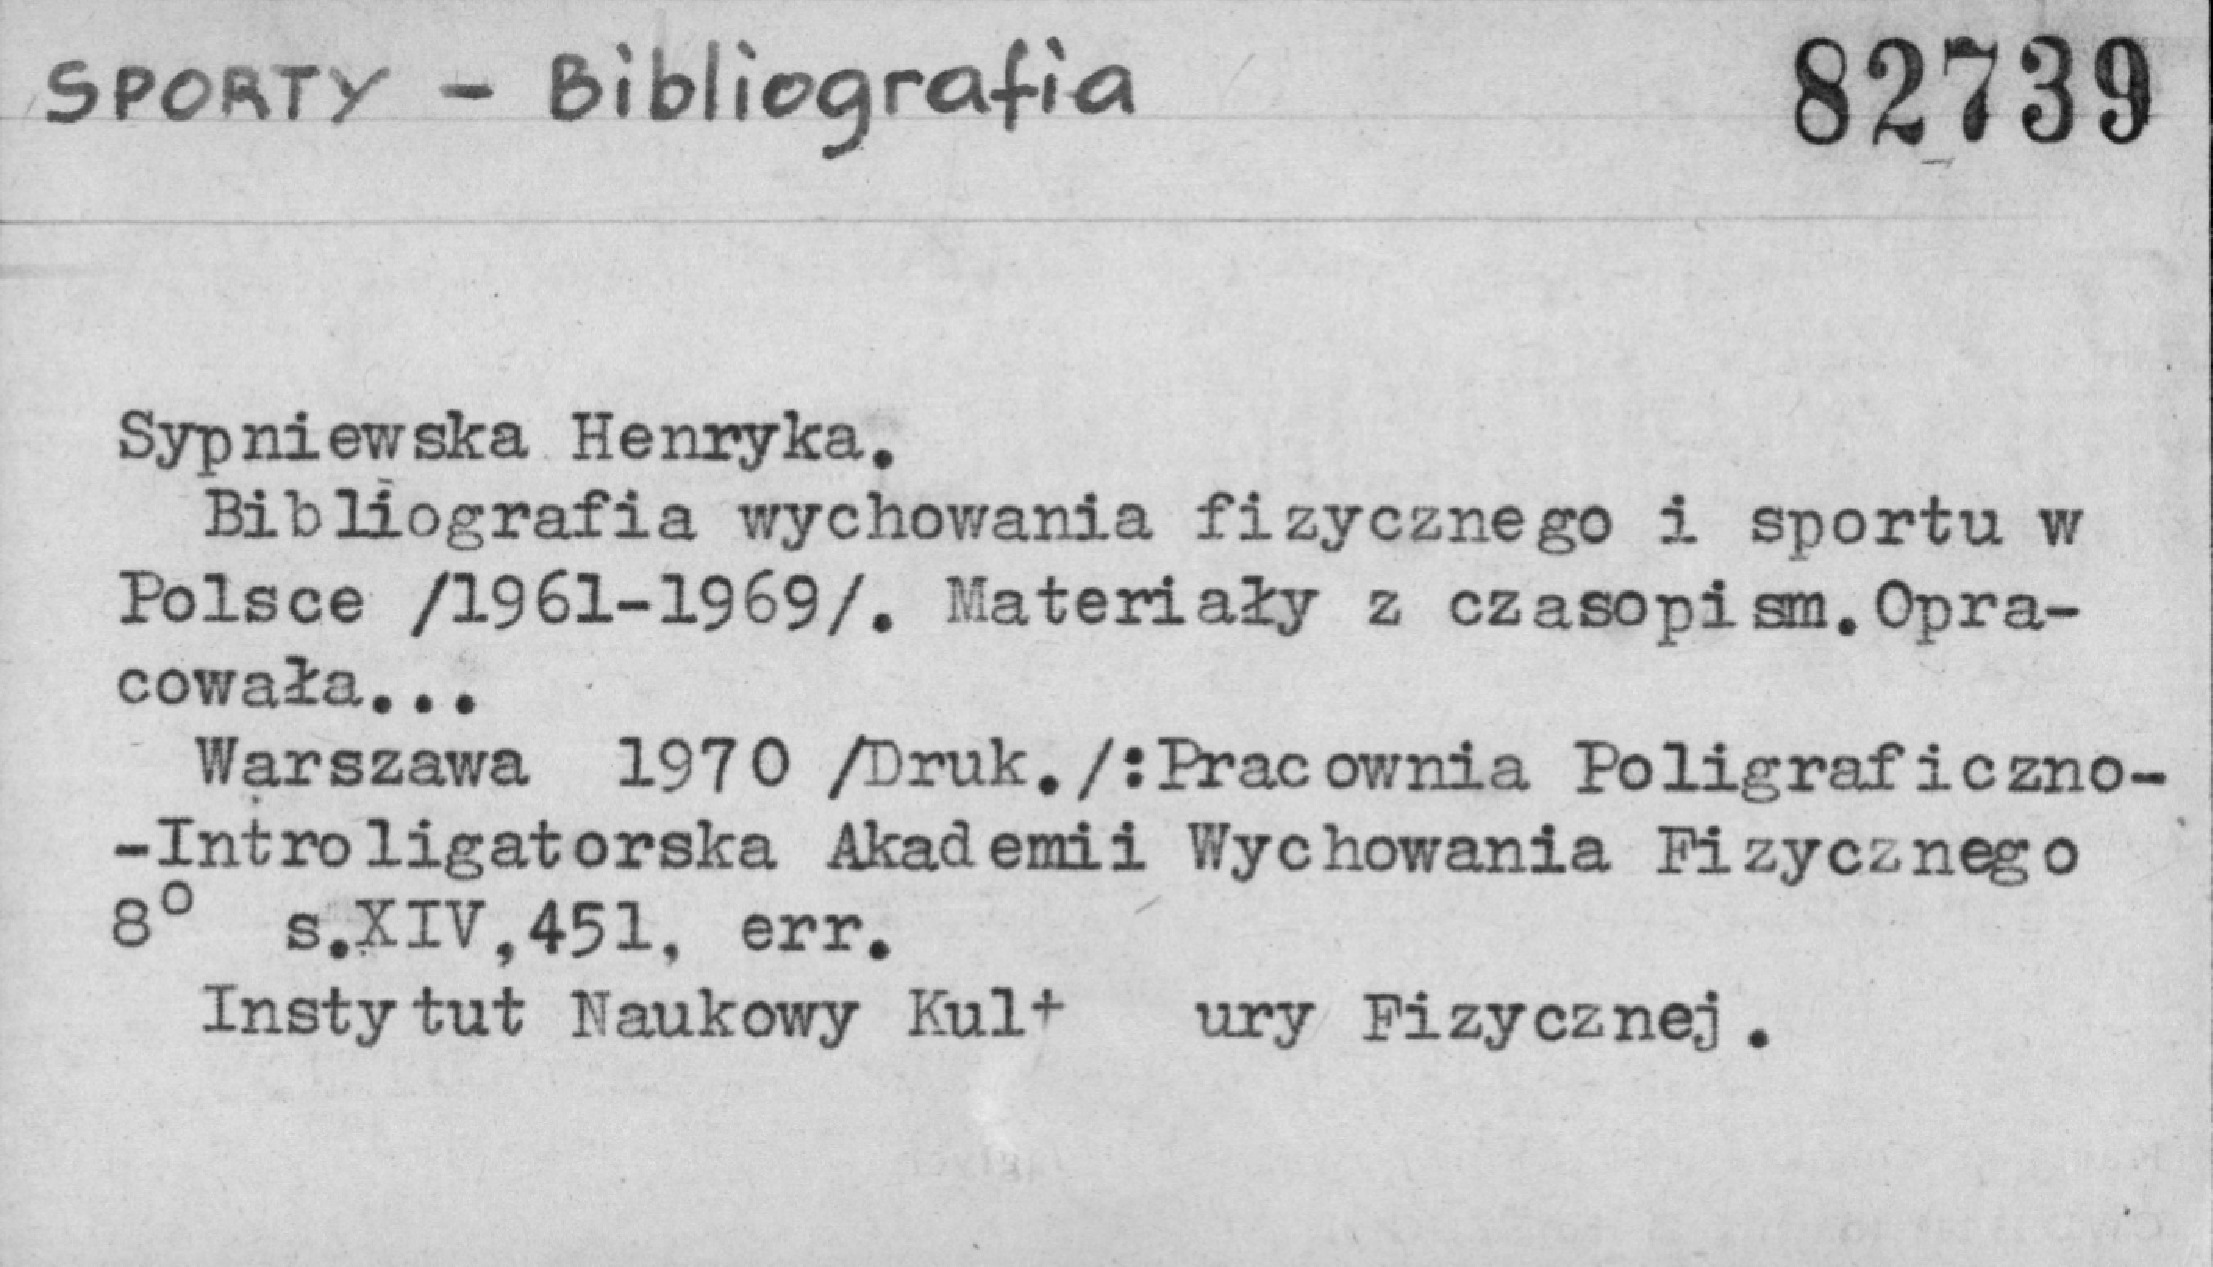 SPORTY - Bibliografia 82739
Sypniewska Henryka.
Bibliografia wychowania fizycznego i sportu w
Polsce /1961-1969/. Materiały z czasopism.Opra-
cowała...
Warszawa 1970 /Druk./:Pracownia Poligraficzno-
-Introligatorska Akademii Wychowania Fizycznego
8° s.XIV,451, err.
Instytut Naukowy Kult ury Fizycznej.